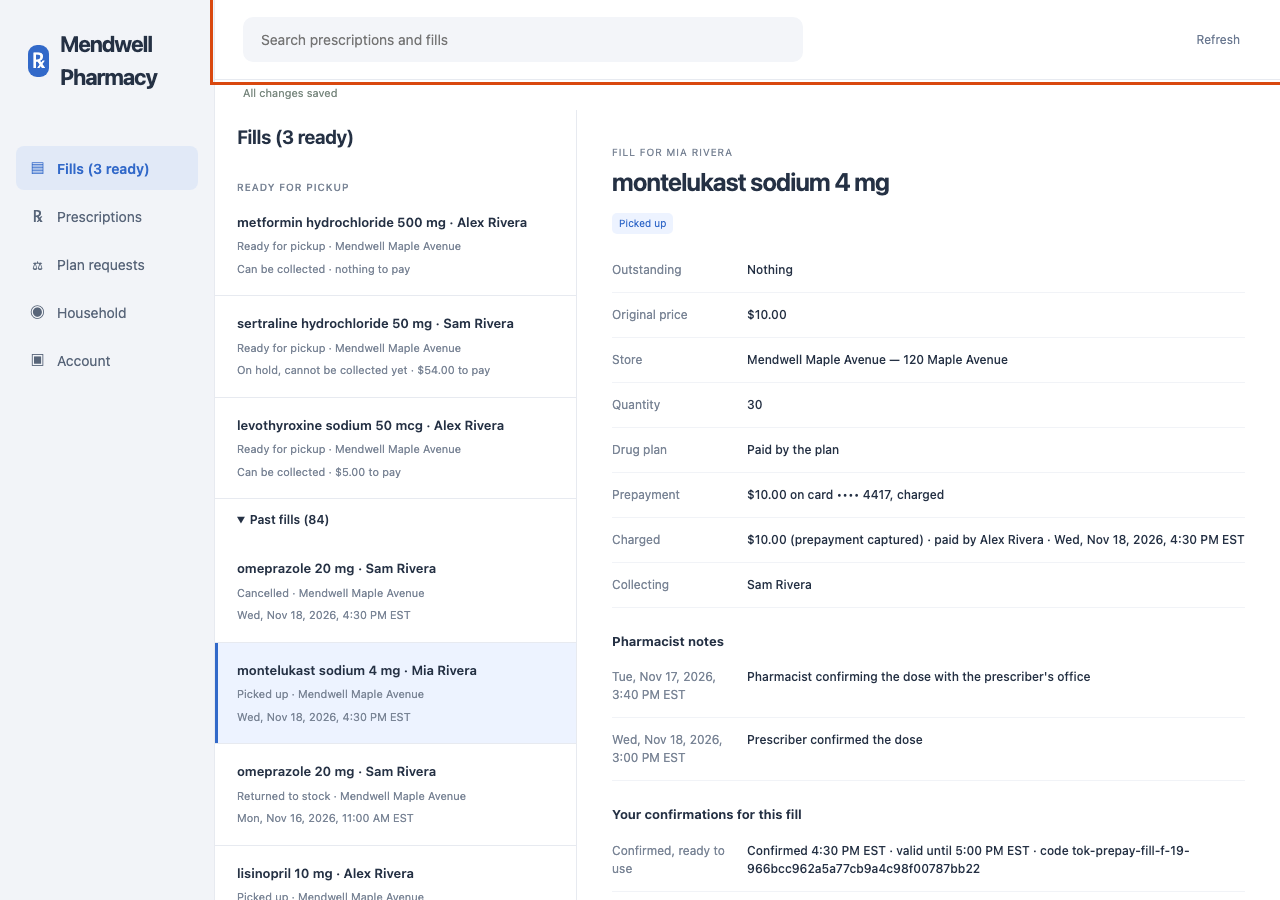 Mendwell
Pharmacy
Fills (3 ready)
Prescriptions
Plan requests
Household
Account
Search prescriptions and fills
Refresh
All changes saved
Fills (3 ready)
READY FOR PICKUP
metformin hydrochloride 500 mg · Alex Rivera
Ready for pickup · Mendwell Maple Avenue
Can be collected · nothing to pay
sertraline hydrochloride 50 mg · Sam Rivera
Ready for pickup · Mendwell Maple Avenue
On hold, cannot be collected yet · $54.00 to pay
levothyroxine sodium 50 mcg · Alex Rivera
Ready for pickup · Mendwell Maple Avenue
Can be collected · $5.00 to pay
▼ Past fills (84)
omeprazole 20 mg · Sam Rivera
Cancelled · Mendwell Maple Avenue
Wed, Nov 18, 2026, 4:30 PM EST
montelukast sodium 4 mg · Mia Rivera
Picked up · Mendwell Maple Avenue
Wed, Nov 18, 2026, 4:30 PM EST
omeprazole 20 mg · Sam Rivera
Returned to stock · Mendwell Maple Avenue
Mon, Nov 16, 2026, 11:00 AM EST
lisinopril 10 mg · Alex Rivera
Picked up · Mendwell Maple Avenue
FILL FOR MIA RIVERA
montelukast sodium 4 mg
Picked up
Outstanding Nothing
Original price $10.00
Store Mendwell Maple Avenue — 120 Maple Avenue
Quantity 30
Drug plan Paid by the plan
Prepayment $10.00 on card •••• 4417, charged
Charged $10.00 (prepayment captured) · paid by Alex Rivera · Wed, Nov 18, 2026, 4:30 PM EST
Collecting Sam Rivera
Pharmacist notes
Tue, Nov 17, 2026, Pharmacist confirming the dose with the prescriber's office
3:40 PM EST
Wed, Nov 18, 2026, Prescriber confirmed the dose
3:00 PM EST
Your confirmations for this fill
Confirmed, ready to Confirmed 4:30 PM EST · valid until 5:00 PM EST · code tok-prepay-fill-f-19-
use 966bcc962a5a77cb9a4c98f00787bb22